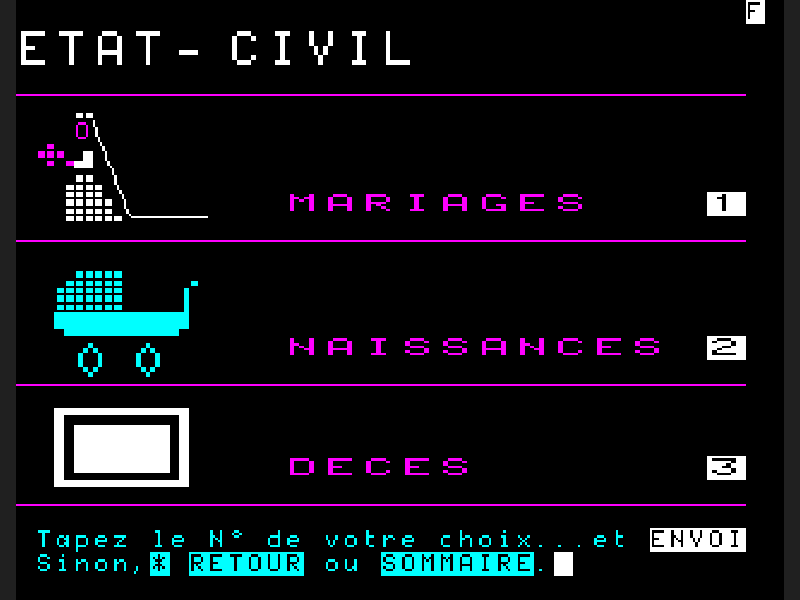 F
ETAT-CIVIL
MARIAGES 1
NAISSANCES 2
DECES 3
Tapez le N° de votre choix...et ENVOI
Sinon,* RETOUR ou SOMMAIRE.